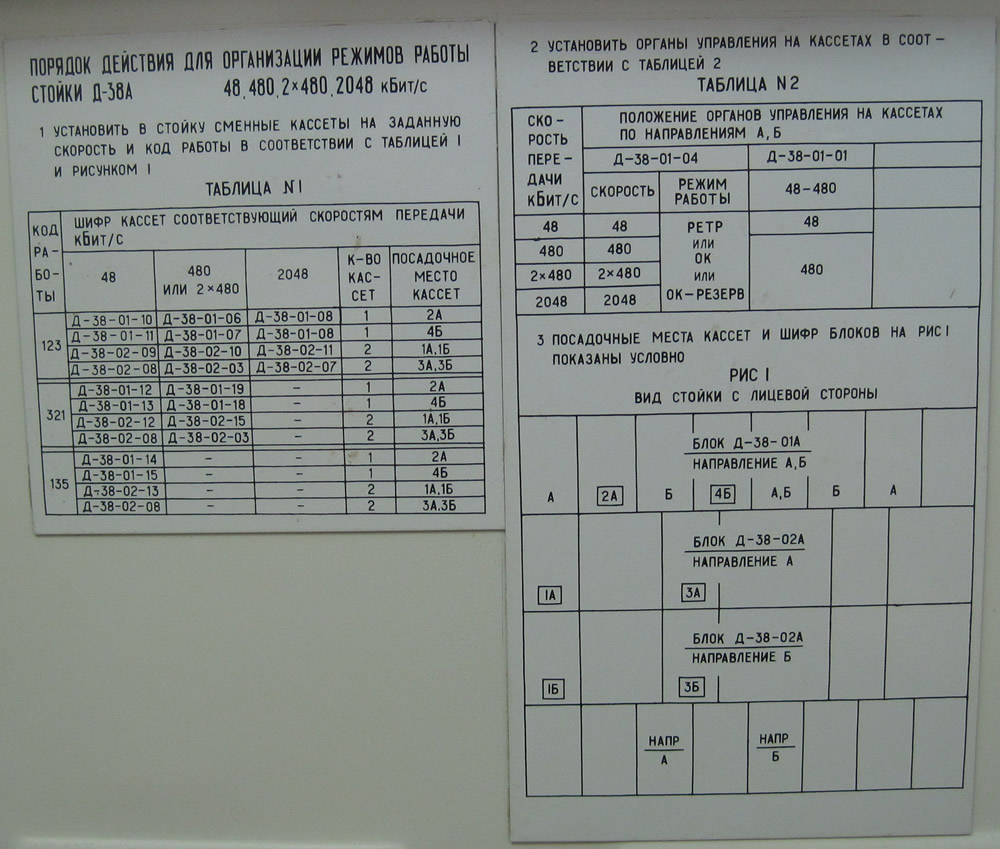 ПОРЯДОК ДЕЙСТВИЯ ДЛЯ ОРГАНИЗАЦИИ РЕЖИМОВ РАБОТЫ
СТОЙКИ Д-38А 48,480,2×480,2048 кБит/с
1 УСТАНОВИТЬ В СТОЙКУ СМЕННЫЕ КАССЕТЫ НА ЗАДАННУЮ
СКОРОСТЬ И КОД РАБОТЫ В СООТВЕТСТВИИ С ТАБЛИЦЕЙ I
И РИСУНКОМ I
ТАБЛИЦА N1
КОД РА-БО-ТЫ ШИФР КАССЕТ СООТВЕТСТВУЮЩИЙ СКОРОСТЯМ ПЕРЕДАЧИ
кБИТ/С
48 480 ИЛИ 2×480 2048 К-ВО КАС-СЕТ ПОСАДОЧНОЕ МЕСТО КАССЕТ
123 Д-38-01-10 Д-38-01-06 Д-38-01-08 1 2А
Д-38-01-11 Д-38-01-07 Д-38-01-08 1 4Б
Д-38-02-09 Д-38-02-10 Д-38-02-11 2 1А,1Б
Д-38-02-08 Д-38-02-03 Д-38-02-07 2 3А,3Б
321 Д-38-01-12 Д-38-01-19 – 1 2А
Д-38-01-13 Д-38-01-18 – 1 4Б
Д-38-02-12 Д-38-02-15 – 2 1А,1Б
Д-38-02-08 Д-38-02-03 – 2 3А,3Б
135 Д-38-01-14 – – 1 2А
Д-38-01-15 – – 1 4Б
Д-38-02-13 – – 2 1А,1Б
Д-38-02-08 – – 2 3А,3Б
2 УСТАНОВИТЬ ОРГАНЫ УПРАВЛЕНИЯ НА КАССЕТАХ В СООТ-
ВЕТСТВИИ С ТАБЛИЦЕЙ 2
ТАБЛИЦА N2
СКО-РОСТЬ ПЕРЕ-ДАЧИ кБИТ/С ПОЛОЖЕНИЕ ОРГАНОВ УПРАВЛЕНИЯ НА КАССЕТАХ
ПО НАПРАВЛЕНИЯМ А,Б
Д-38-01-04 Д-38-01-01
СКОРОСТЬ РЕЖИМ РАБОТЫ 48-480
48 48 РЕТР 48
480 480 ИЛИ ОК
2×480 2×480 ИЛИ 480
2048 2048 ОК-РЕЗЕРВ
3 ПОСАДОЧНЫЕ МЕСТА КАССЕТ И ШИФР БЛОКОВ НА РИС I
ПОКАЗАНЫ УСЛОВНО
РИС I
ВИД СТОЙКИ С ЛИЦЕВОЙ СТОРОНЫ
БЛОК Д-38-01А
НАПРАВЛЕНИЕ А,Б
А 2А Б 4Б А,Б Б А
БЛОК Д-38-02А
НАПРАВЛЕНИЕ А
1А 3А
БЛОК Д-38-02А
НАПРАВЛЕНИЕ Б
1Б 3Б
НАПР НАПР
А Б